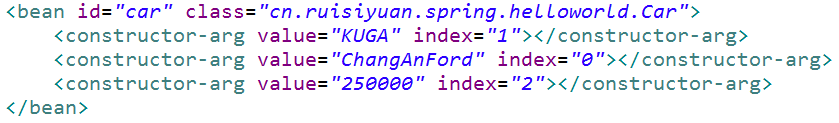 <bean id="car" class="cn.ruisiyuan.spring.helloworld.Car">
    <constructor-arg value="KUGA" index="1"></constructor-arg>
    <constructor-arg value="ChangAnFord" index="0"></constructor-arg>
    <constructor-arg value="250000" index="2"></constructor-arg>
</bean>